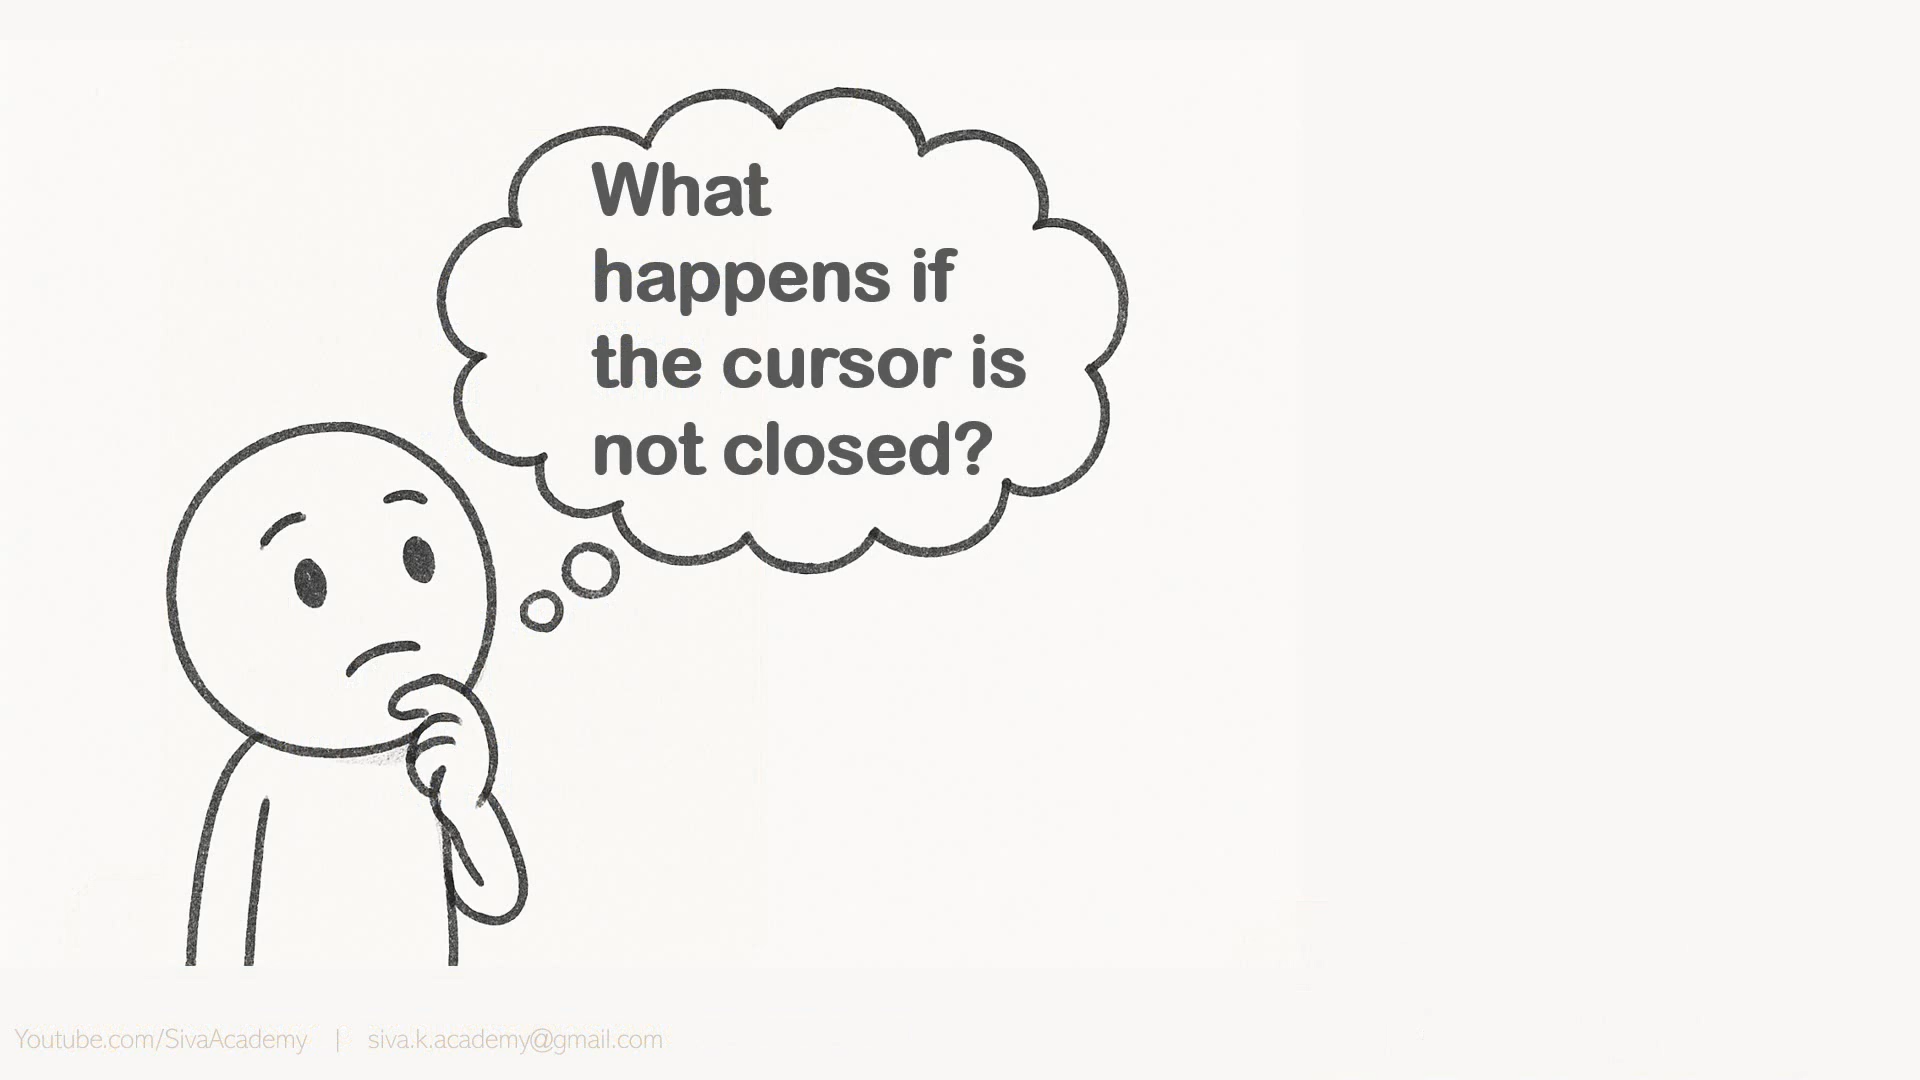 What
happens if
the cursor is
not closed?
Youtube.com/SivaAcademy | siva.k.academy@gmail.com